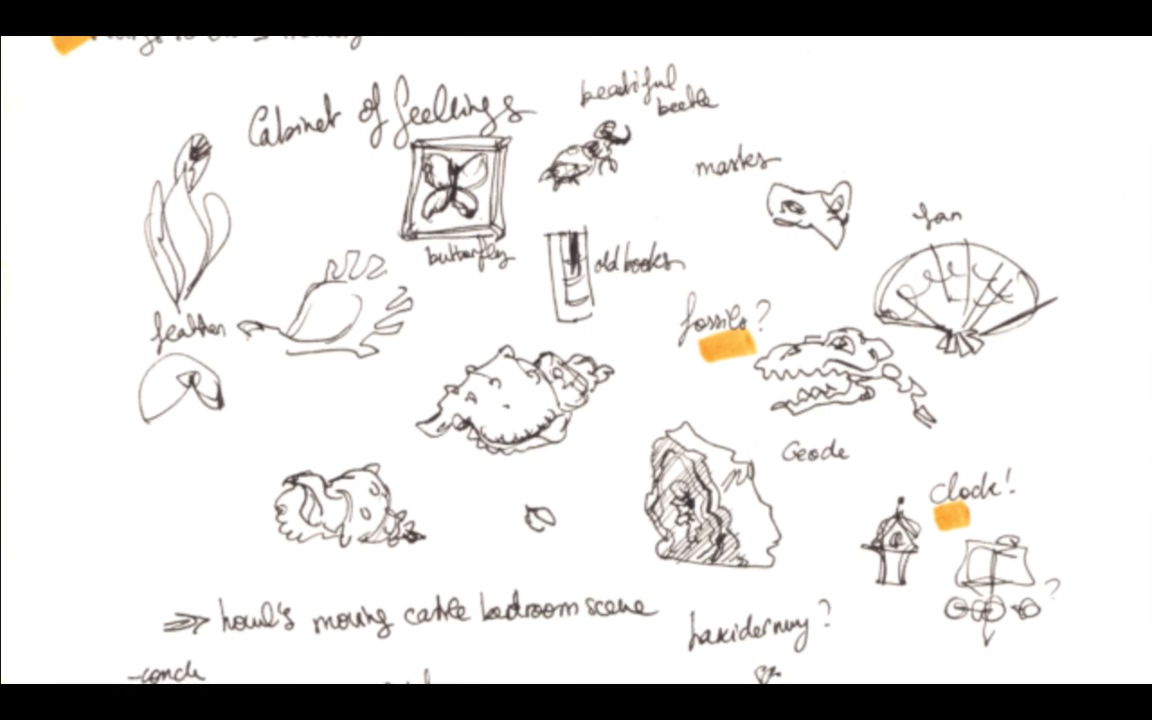 Cabinet of feelings
beautiful
beetle
masks
fan
butterfly
old books
feather
fossils?
Geode
clock!
?
⇒ howl's moving castle bedroom scene
taxidermy?
-conch